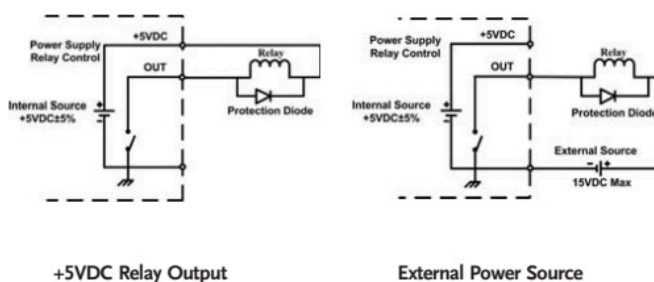 +5VDC
Power Supply
Relay Control
OUT
Relay
Protection Diode
Internal Source
+5VDC±5%
+5VDC Relay Output
+5VDC
Power Supply
Relay Control
OUT
Relay
Protection Diode
Internal Source
+5VDC±5%
External Source
- +
15VDC Max
External Power Source